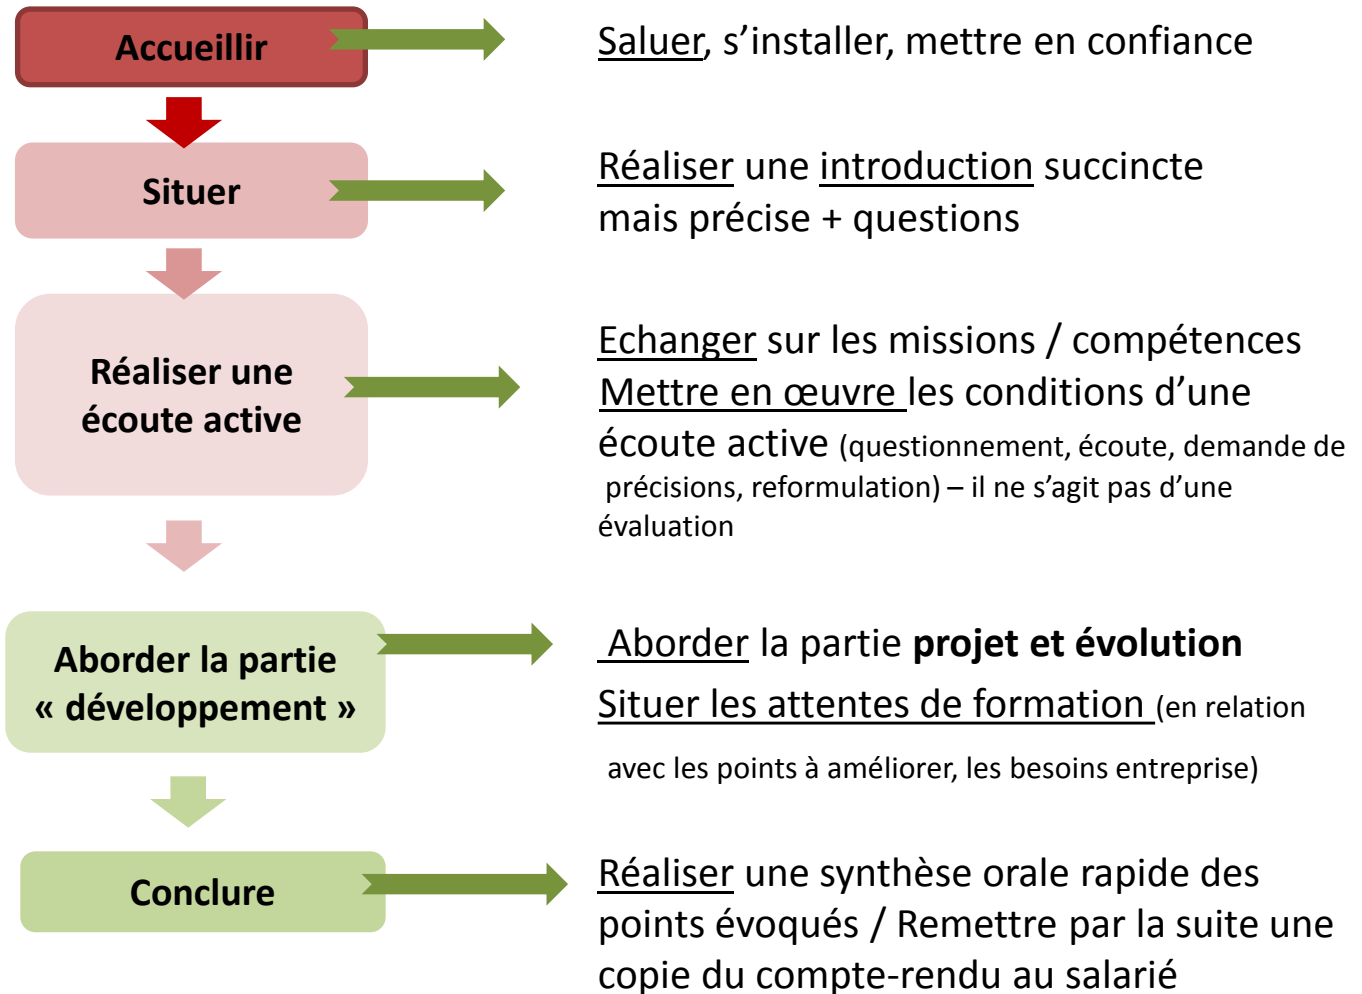 Accueillir
Saluer, s’installer, mettre en confiance
Situer
Réaliser une introduction succincte
mais précise + questions
Réaliser une
écoute active
Echanger sur les missions / compétences
Mettre en œuvre les conditions d’une
écoute active (questionnement, écoute, demande de
précisions, reformulation) – il ne s’agit pas d’une
évaluation
Aborder la partie
« développement »
Aborder la partie projet et évolution
Situer les attentes de formation (en relation
avec les points à améliorer, les besoins entreprise)
Conclure
Réaliser une synthèse orale rapide des
points évoqués / Remettre par la suite une
copie du compte-rendu au salarié